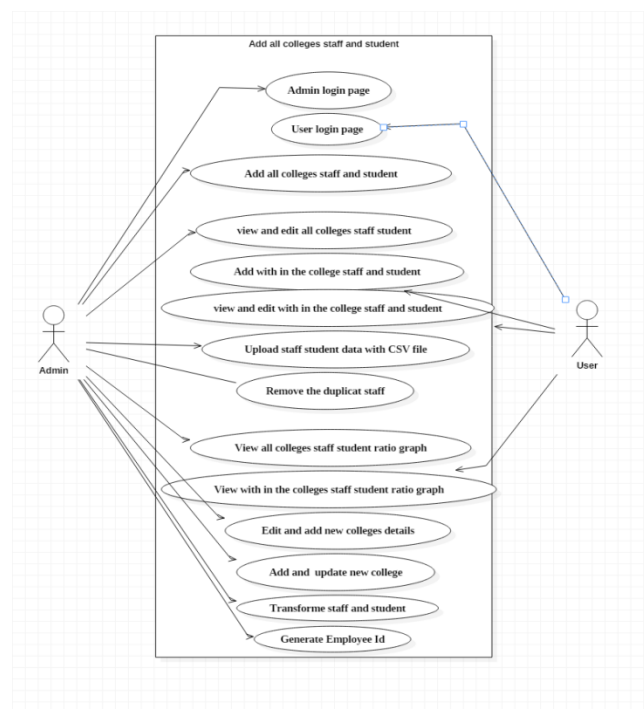 Add all colleges staff and student
Admin login page
User login page
Add all colleges staff and student
view and edit all colleges staff student
Add with in the college staff and student
view and edit with in the college staff and student
Upload staff student data with CSV file
Remove the duplicat staff
View all colleges staff student ratio graph
View with in the colleges staff student ratio graph
Edit and add new colleges details
Add and update new college
Transforme staff and student
Generate Employee Id
Admin
User